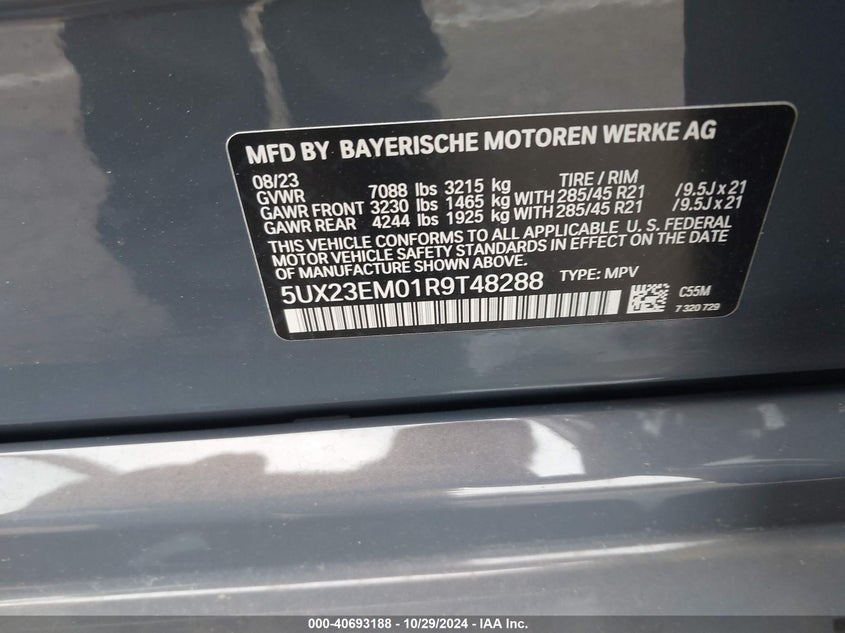 MFD BY BAYERISCHE MOTOREN WERKE AG
08/23 TIRE / RIM
GVWR 7088 lbs 3215 kg
GAWR FRONT 3230 lbs 1465 kg WITH 285/45 R21 /9.5J x 21
GAWR REAR 4244 lbs 1925 kg WITH 285/45 R21 /9.5J x 21
THIS VEHICLE CONFORMS TO ALL APPLICABLE U. S. FEDERAL
MOTOR VEHICLE SAFETY STANDARDS IN EFFECT ON THE DATE
OF MANUFACTURE SHOWN ABOVE.
5UX23EM01R9T48288 TYPE: MPV
C55M
7 320 729
000-40693188 - 10/29/2024 - IAA Inc.